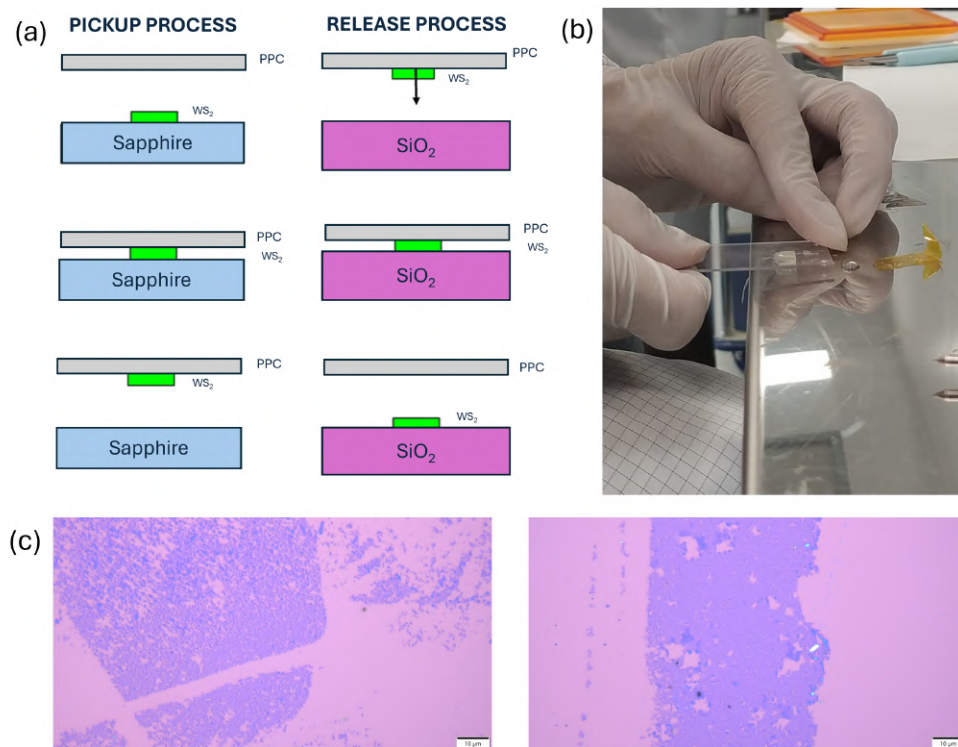 (a)
PICKUP PROCESS
RELEASE PROCESS
(b)
PPC
WS₂
Sapphire
PPC
WS₂
SiO₂
PPC
WS₂
Sapphire
PPC
WS₂
SiO₂
PPC
WS₂
Sapphire
PPC
WS₂
SiO₂
(c)
10 µm
10 µm